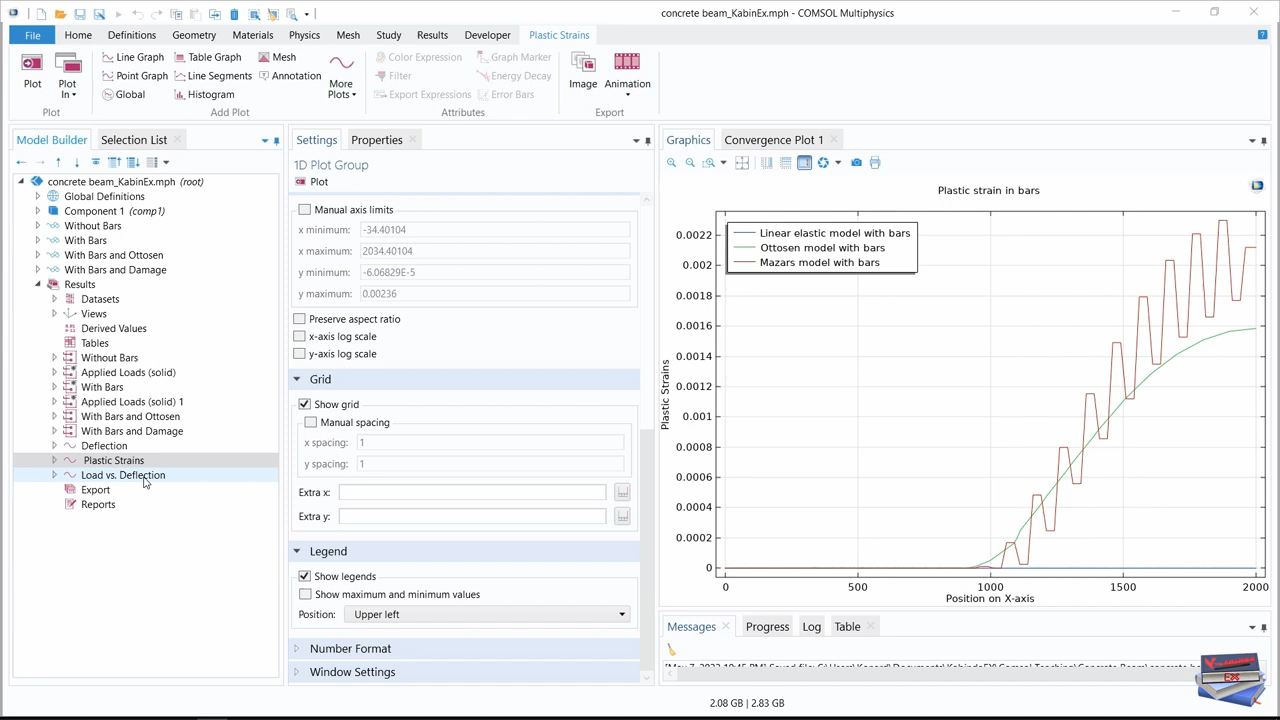 concrete beam_KabinEx.mph - COMSOL Multiphysics
File Home Definitions Geometry Materials Physics Mesh Study Results Developer Plastic Strains
Line Graph Table Graph Mesh Color Expression Graph Marker
Point Graph Line Segments Annotation Filter Energy Decay
Global Histogram Export Expressions Error Bars
Plot Plot In More Plots Image Animation
Plot Add Plot Attributes Export
Model Builder Selection List
concrete beam_KabinEx.mph (root)
Global Definitions
Component 1 (comp1)
Without Bars
With Bars
With Bars and Ottosen
With Bars and Damage
Results
Datasets
Views
Derived Values
Tables
Without Bars
Applied Loads (solid)
With Bars
Applied Loads (solid) 1
With Bars and Ottosen
With Bars and Damage
Deflection
Plastic Strains
Load vs. Deflection
Export
Reports
Settings Properties
1D Plot Group
Plot
Manual axis limits
x minimum: -34.40104
x maximum: 2034.40104
y minimum: -6.06829E-5
y maximum: 0.00236
Preserve aspect ratio
x-axis log scale
y-axis log scale
Grid
Show grid
Manual spacing
x spacing: 1
y spacing: 1
Extra x:
Extra y:
Legend
Show legends
Show maximum and minimum values
Position: Upper left
Number Format
Window Settings
Graphics Convergence Plot 1
Plastic strain in bars
Linear elastic model with bars
Ottosen model with bars
Mazars model with bars
0.0022
0.002
0.0018
0.0016
0.0014
0.0012
0.001
0.0008
0.0006
0.0004
0.0002
0
Plastic Strains
0 500 1000 1500 2000
Position on X-axis
Messages Progress Log Table
EX
2.08 GB | 2.83 GB